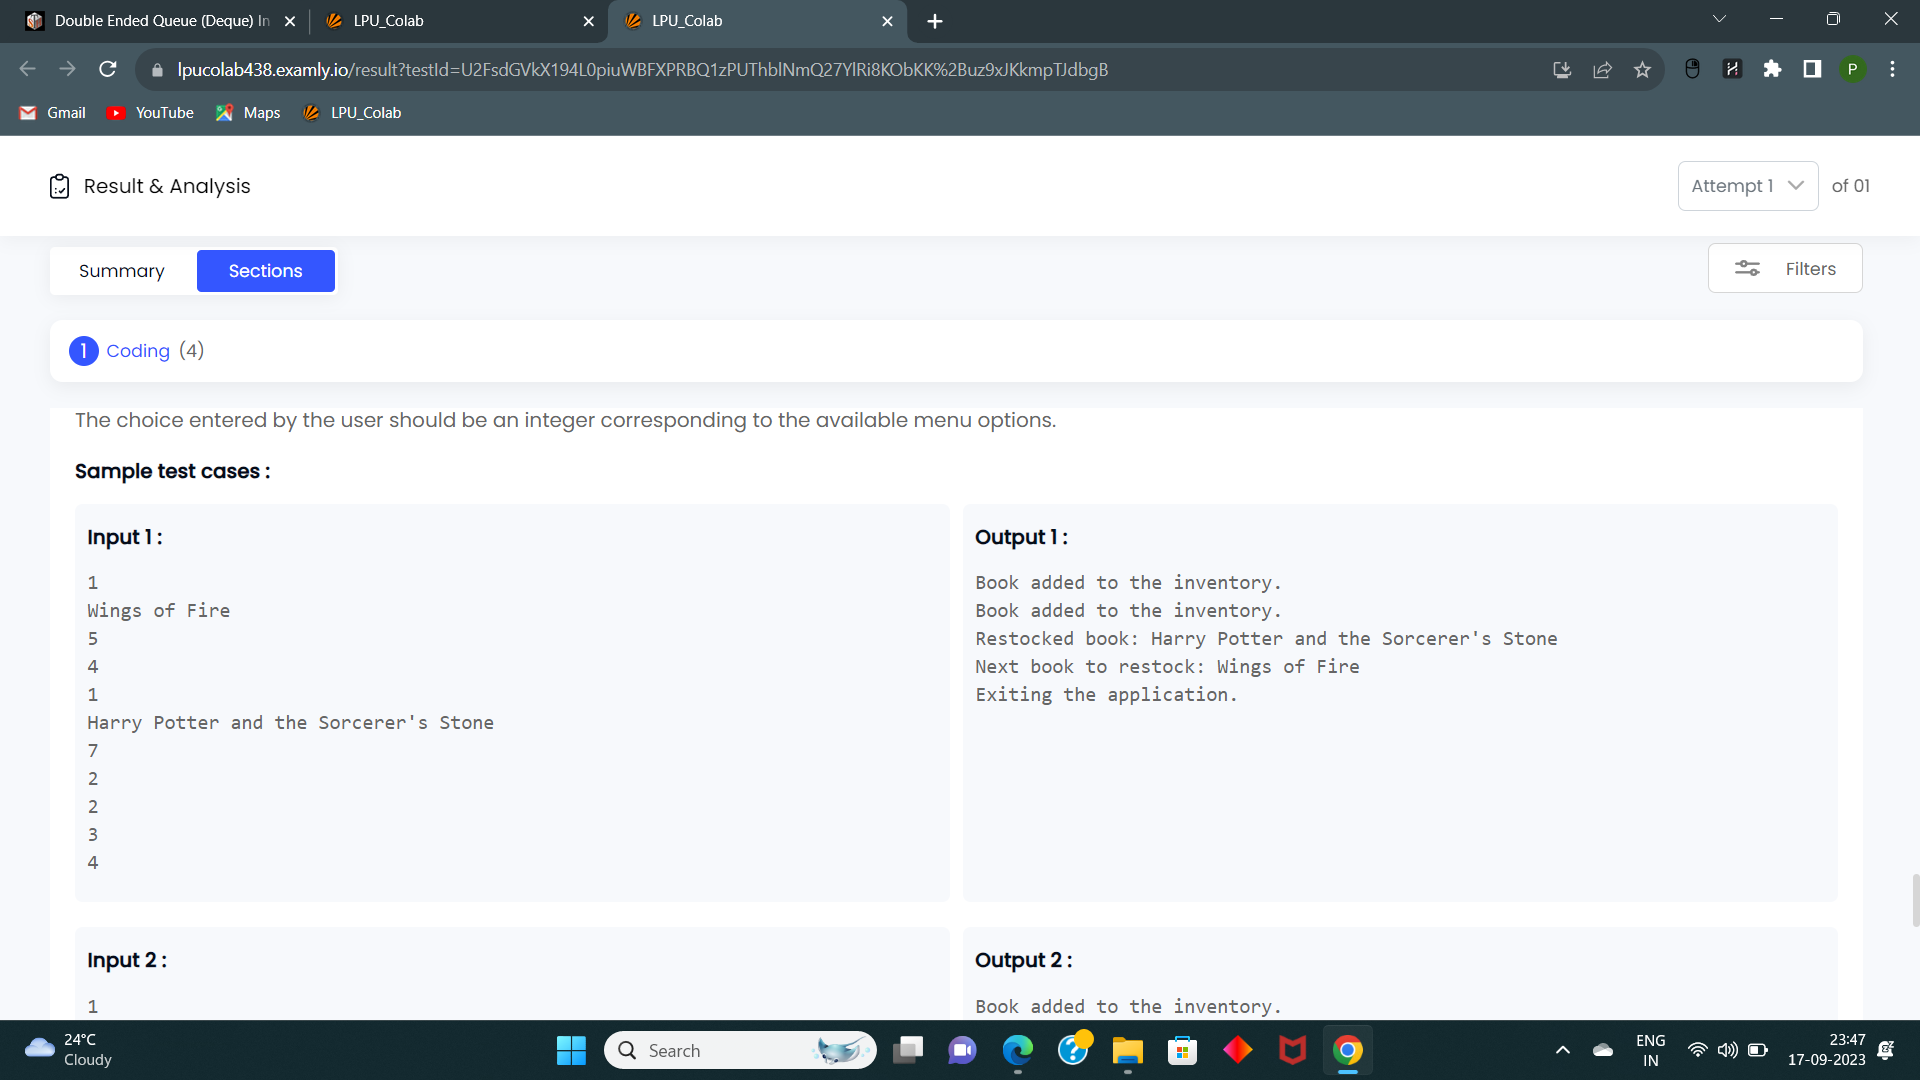 Double Ended Queue (Deque) In
LPU_Colab
LPU_Colab
lpucolab438.examly.io/result?testId=U2FsdGVkX194L0piuWBFXPRBQ1zPUThblNmQ27YlRi8KObKK%2Buz9xJKkmpTJdbgB
P
Gmail
YouTube
Maps
LPU_Colab
Result & Analysis
Attempt 1
of 01
Summary
Sections
Filters
1 Coding (4)
The choice entered by the user should be an integer corresponding to the available menu options.
Sample test cases :
Input 1 :
1
Wings of Fire
5
4
1
Harry Potter and the Sorcerer's Stone
7
2
2
3
4
Output 1 :
Book added to the inventory.
Book added to the inventory.
Restocked book: Harry Potter and the Sorcerer's Stone
Next book to restock: Wings of Fire
Exiting the application.
Input 2 :
1
Output 2 :
Book added to the inventory.
24°C
Cloudy
Search
ENG
IN
23:47
17-09-2023